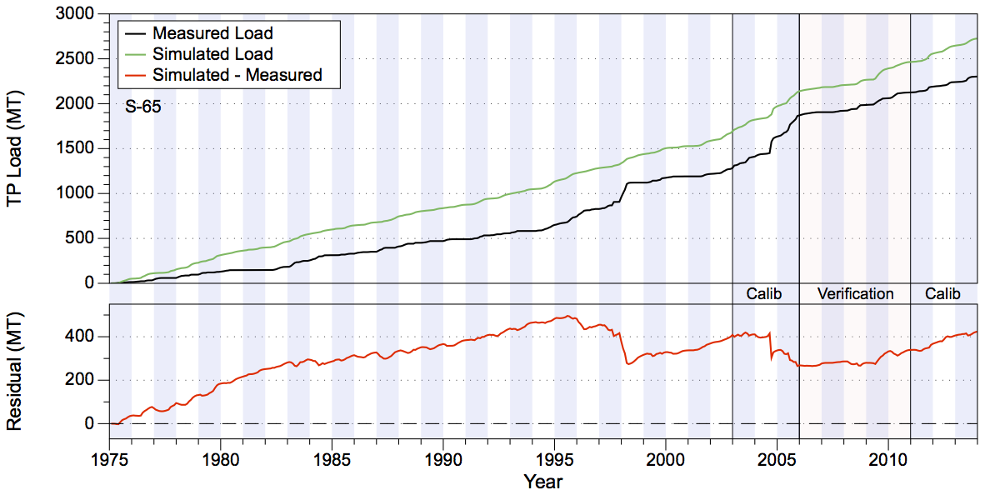 3000
2500
2000
1500
1000
500
0
TP Load (MT)
Measured Load
Simulated Load
Simulated - Measured
S-65
Calib Verification Calib
400
200
0
Residual (MT)
1975 1980 1985 1990 1995 2000 2005 2010
Year